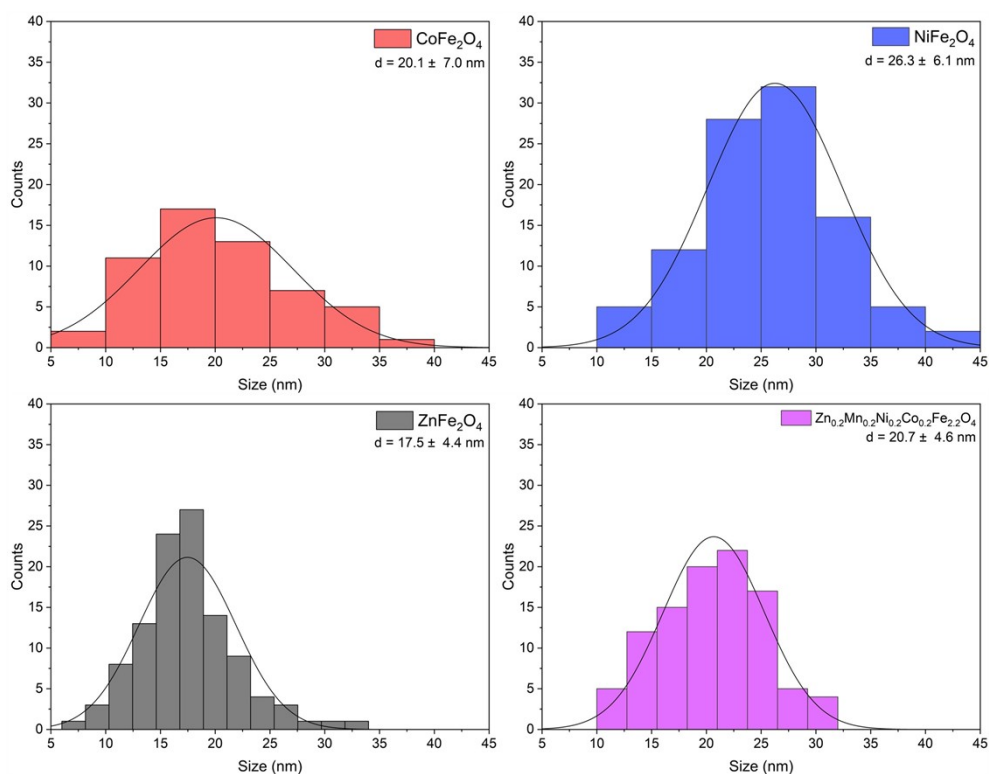 CoFe₂O₄
d = 20.1 ± 7.0 nm
40
35
30
25
20
15
10
5
0
Counts
5 10 15 20 25 30 35 40 45
Size (nm)
NiFe₂O₄
d = 26.3 ± 6.1 nm
40
35
30
25
20
15
10
5
0
Counts
5 10 15 20 25 30 35 40 45
Size (nm)
ZnFe₂O₄
d = 17.5 ± 4.4 nm
40
35
30
25
20
15
10
5
0
Counts
5 10 15 20 25 30 35 40 45
Size (nm)
Zn₀.₂Mn₀.₂Ni₀.₂Co₀.₂Fe₂.₂O₄
d = 20.7 ± 4.6 nm
40
35
30
25
20
15
10
5
0
Counts
5 10 15 20 25 30 35 40 45
Size (nm)